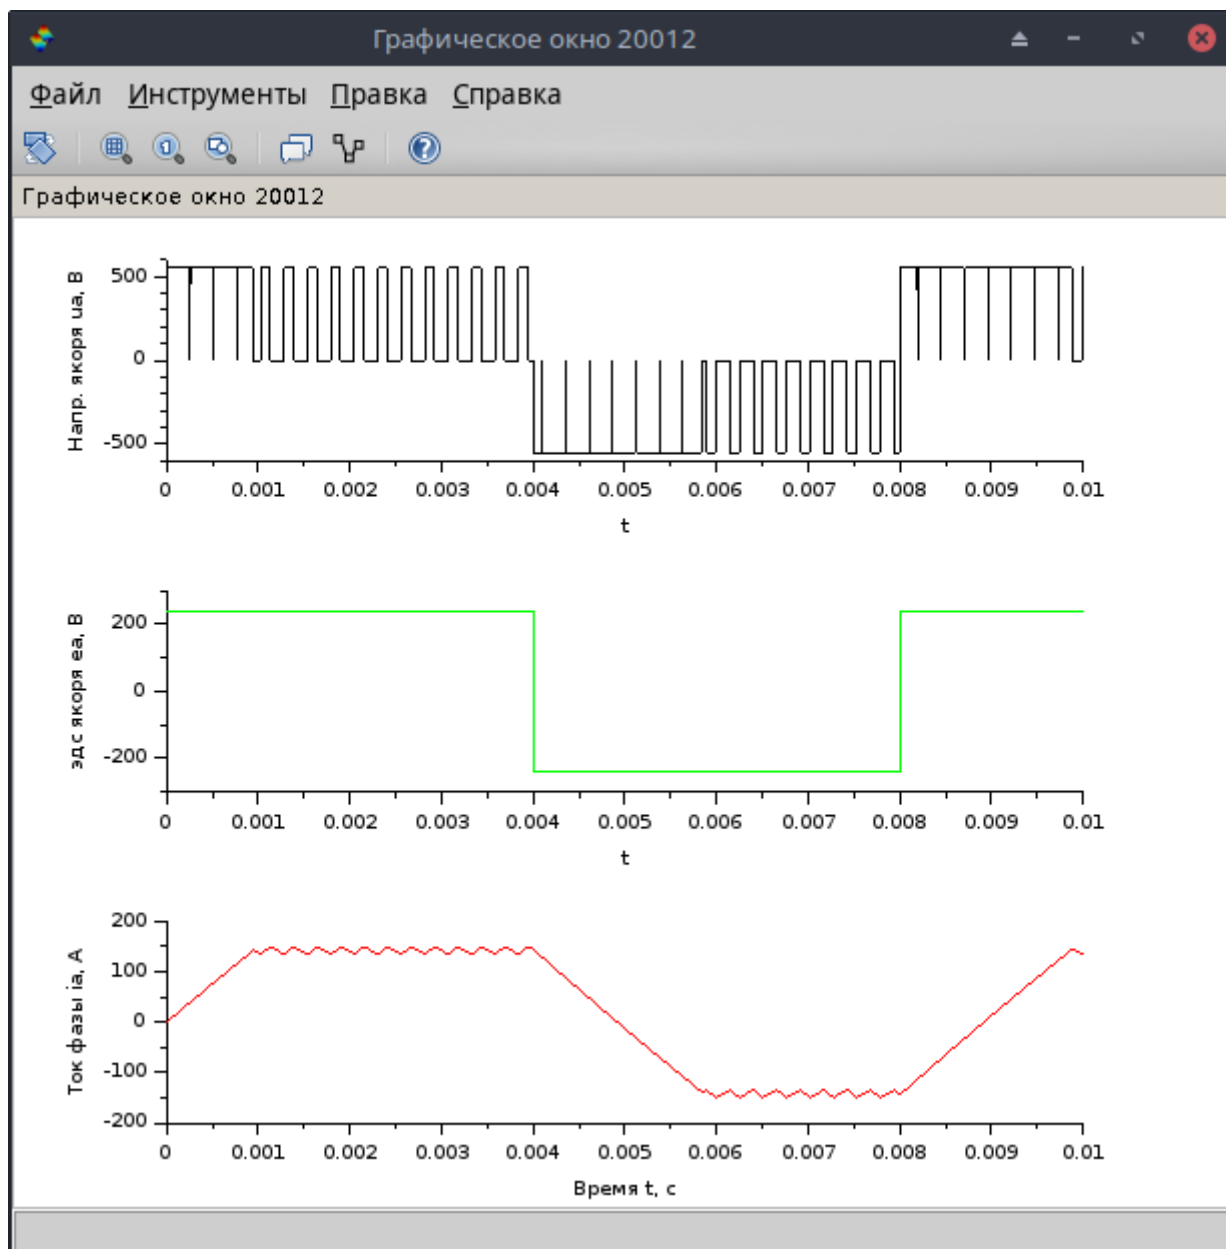 Графическое окно 20012
Файл Инструменты Правка Справка
Графическое окно 20012
Напр. якоря ua, В
500
0
-500
0 0.001 0.002 0.003 0.004 0.005 0.006 0.007 0.008 0.009 0.01
t
эдс якоря ea, В
200
0
-200
0 0.001 0.002 0.003 0.004 0.005 0.006 0.007 0.008 0.009 0.01
t
Ток фазы ia, А
200
100
0
-100
-200
0 0.001 0.002 0.003 0.004 0.005 0.006 0.007 0.008 0.009 0.01
Время t, с